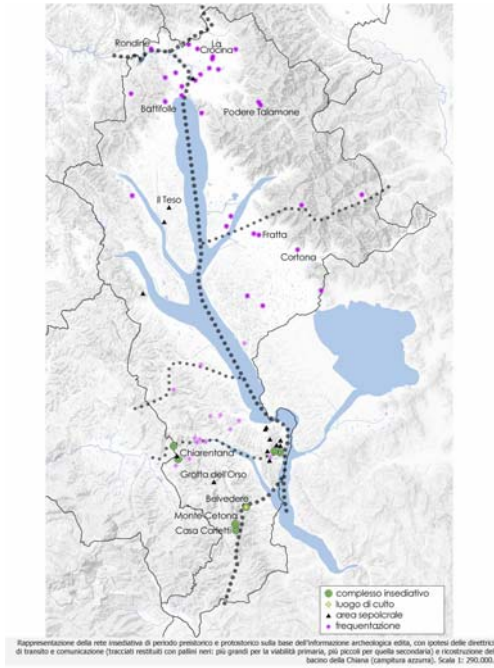 Rondine
La
Crocina
Battifolle
Podere Talamone
il Teso
Fratta
Cortona
Chiarentana
Grotta dell'Orso
Belvedere
Monte Cetona
Casa Carletti
complesso insediativo
luogo di culto
area sepolcrale
frequentazione
Rappresentazione della rete insediativa di periodo preistorico e protostorico sulla base dell'informazione archeologica edita, con ipotesi delle direttrici
di transito e comunicazione (tracciati restituiti con pallini neri: più grandi per la viabilità primaria, più piccoli per quella secondaria) e ricostruzione del
bacino della Chiana (campitura azzurra). Scala 1: 290.000.